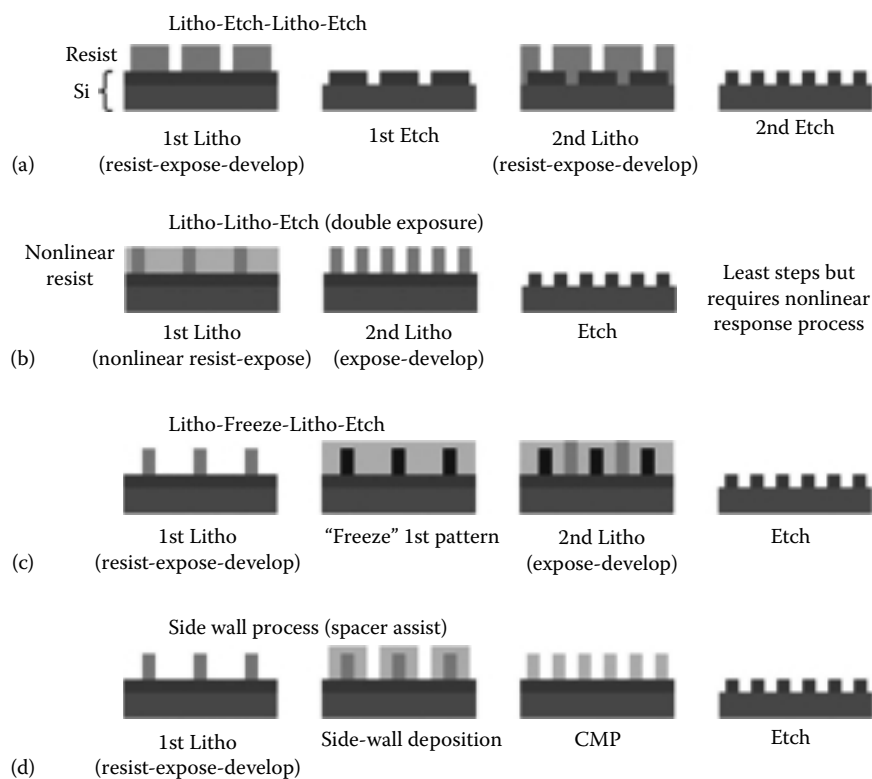 Litho-Etch-Litho-Etch
Resist
Si
1st Litho
(resist-expose-develop)
1st Etch
2nd Litho
(resist-expose-develop)
2nd Etch
(a)
Litho-Litho-Etch (double exposure)
Nonlinear
resist
1st Litho
(nonlinear resist-expose)
2nd Litho
(expose-develop)
Etch
Least steps but
requires nonlinear
response process
(b)
Litho-Freeze-Litho-Etch
1st Litho
(resist-expose-develop)
“Freeze” 1st pattern
2nd Litho
(expose-develop)
Etch
(c)
Side wall process (spacer assist)
1st Litho
(resist-expose-develop)
Side-wall deposition
CMP
Etch
(d)